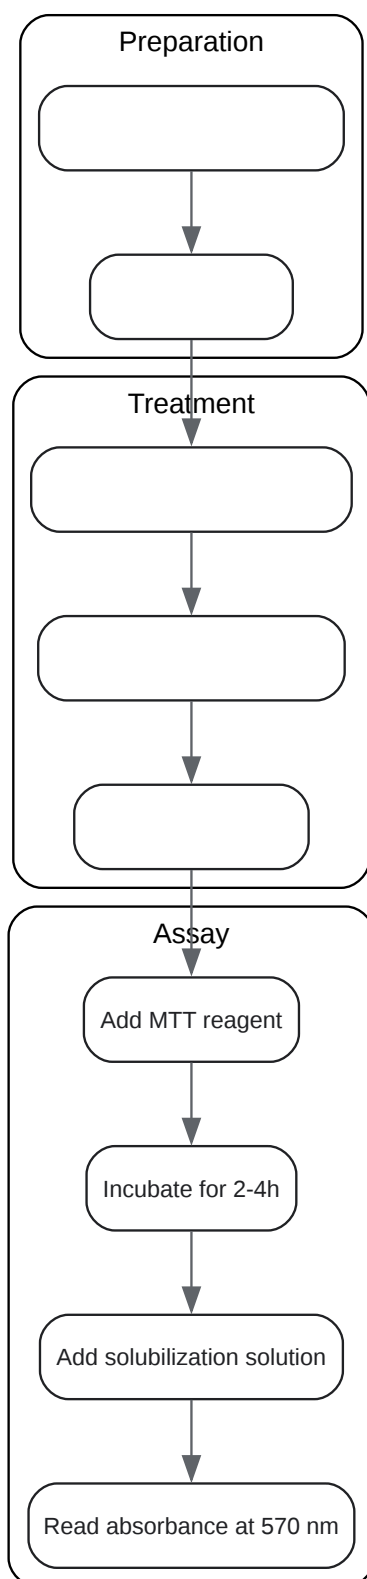 Preparation
Treatment
Assay
Add MTT reagent
Incubate for 2-4h
Add solubilization solution
Read absorbance at 570 nm